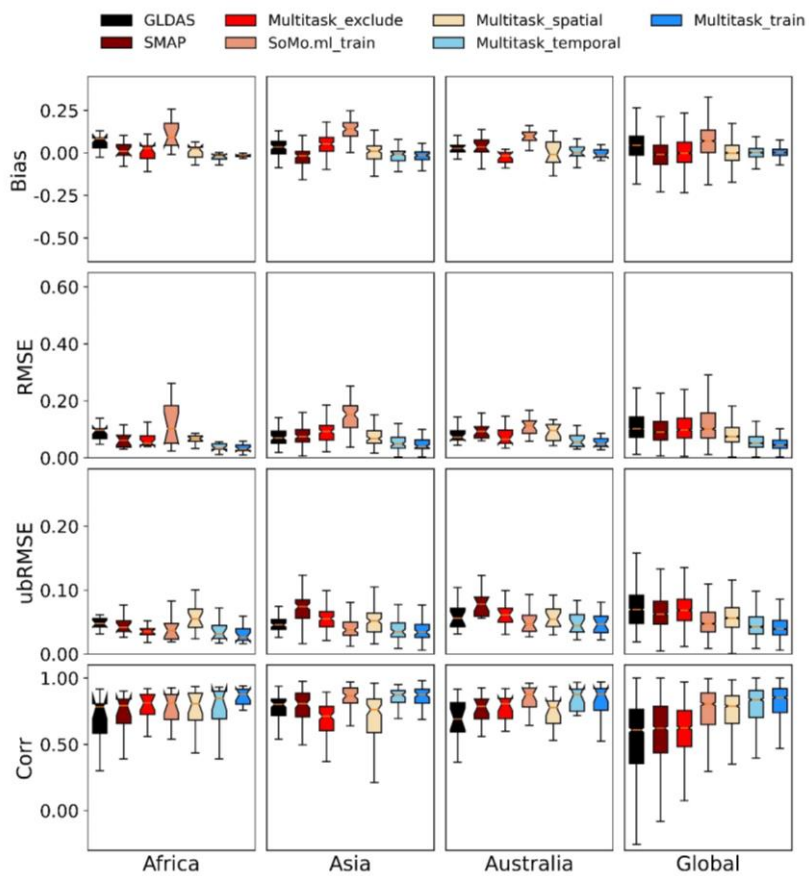 GLDAS Multitask_exclude Multitask_spatial Multitask_train
SMAP SoMo.ml_train Multitask_temporal
Bias
0.25
0.00
-0.25
-0.50
RMSE
0.60
0.40
0.20
0.00
ubRMSE
0.20
0.10
0.00
Corr
1.00
0.50
0.00
Africa Asia Australia Global